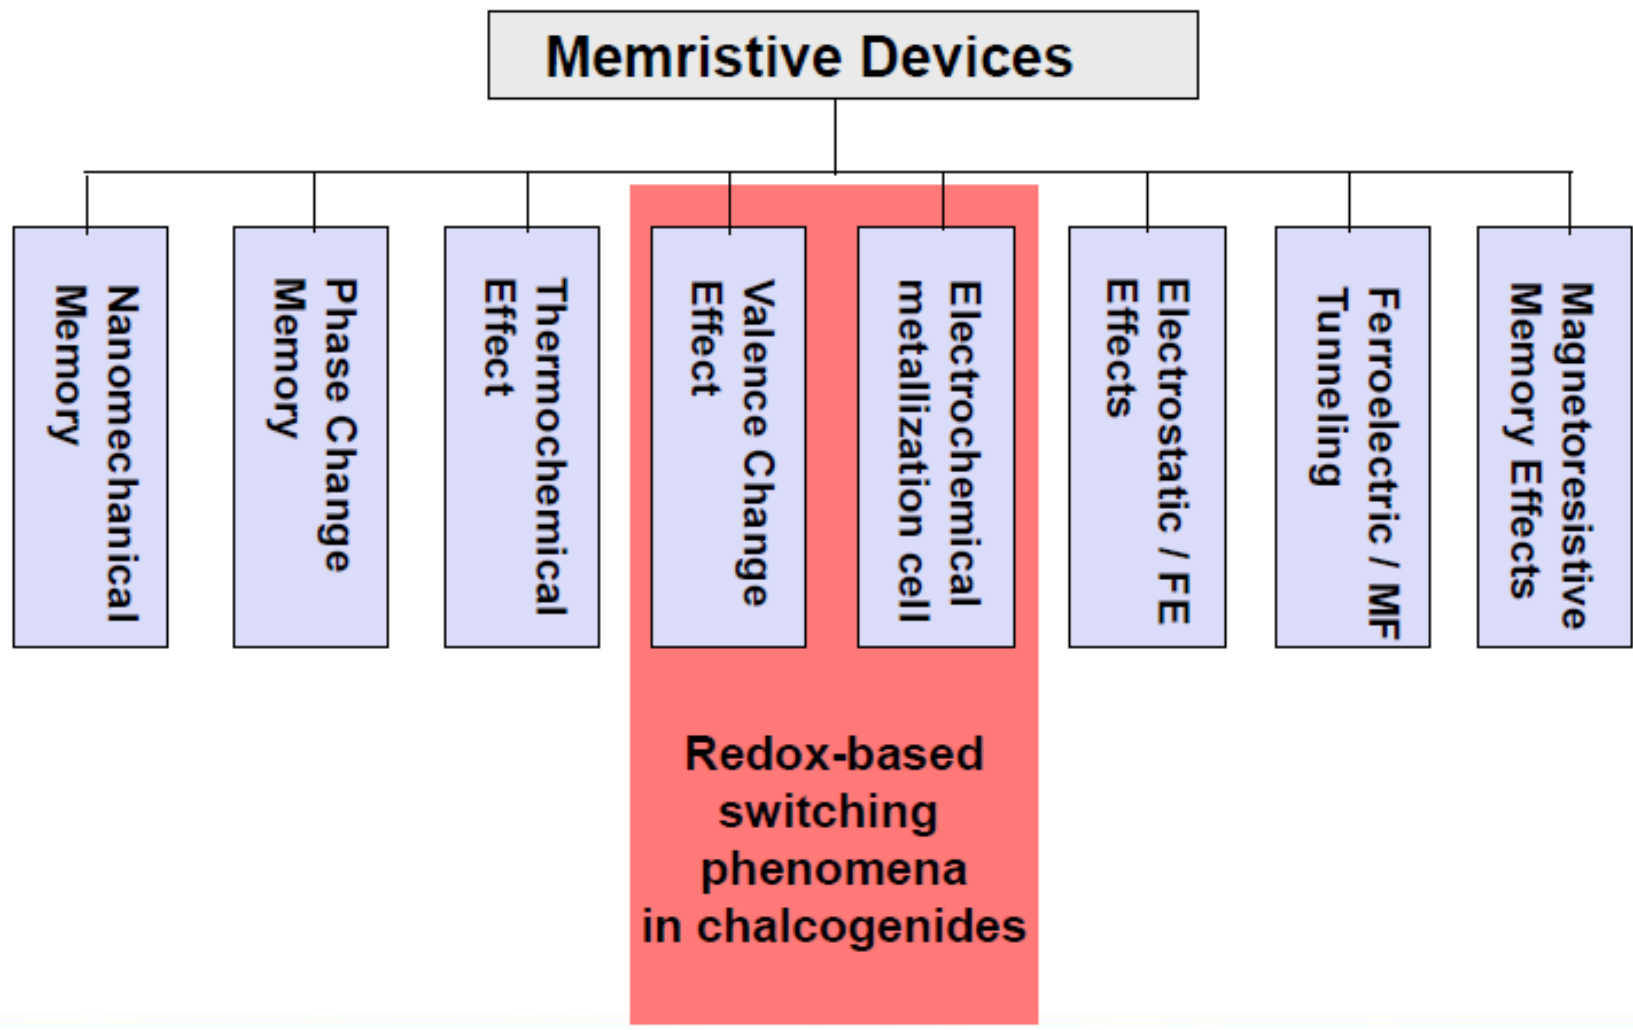 Memristive Devices
Nanomechanical
Memory
Phase Change
Memory
Thermochemical
Effect
Valence Change
Effect
Electrochemical
metallization cell
Electrostatic / FE
Effects
Ferroelectric / MF
Tunneling
Magnetoresistive
Memory Effects
Redox-based
switching
phenomena
in chalcogenides